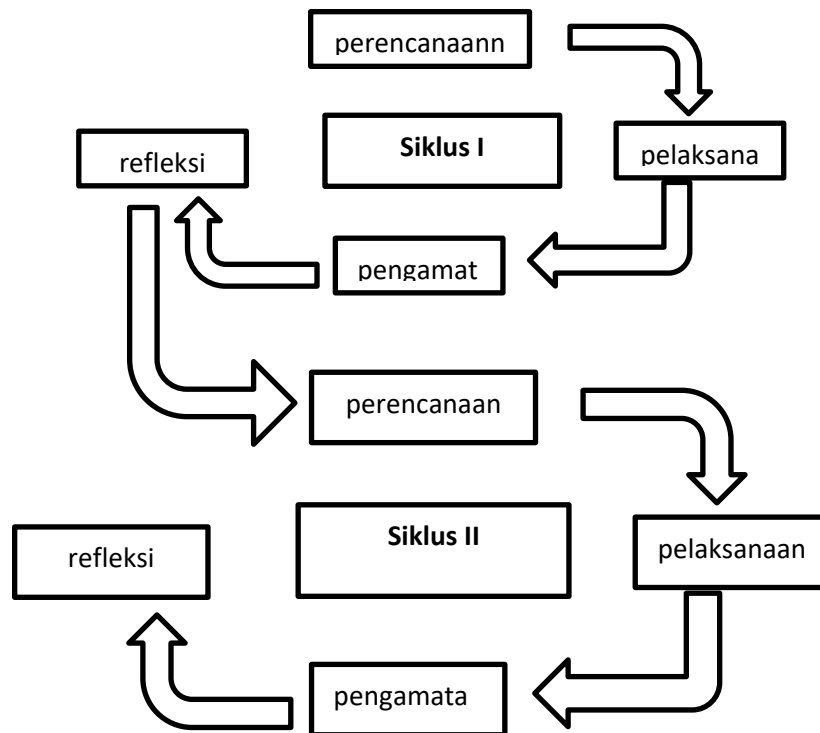 perencanaann
Siklus I
pelaksana
refleksi
pengamat
perencanaan
Siklus II
pelaksanaan
refleksi
pengamata